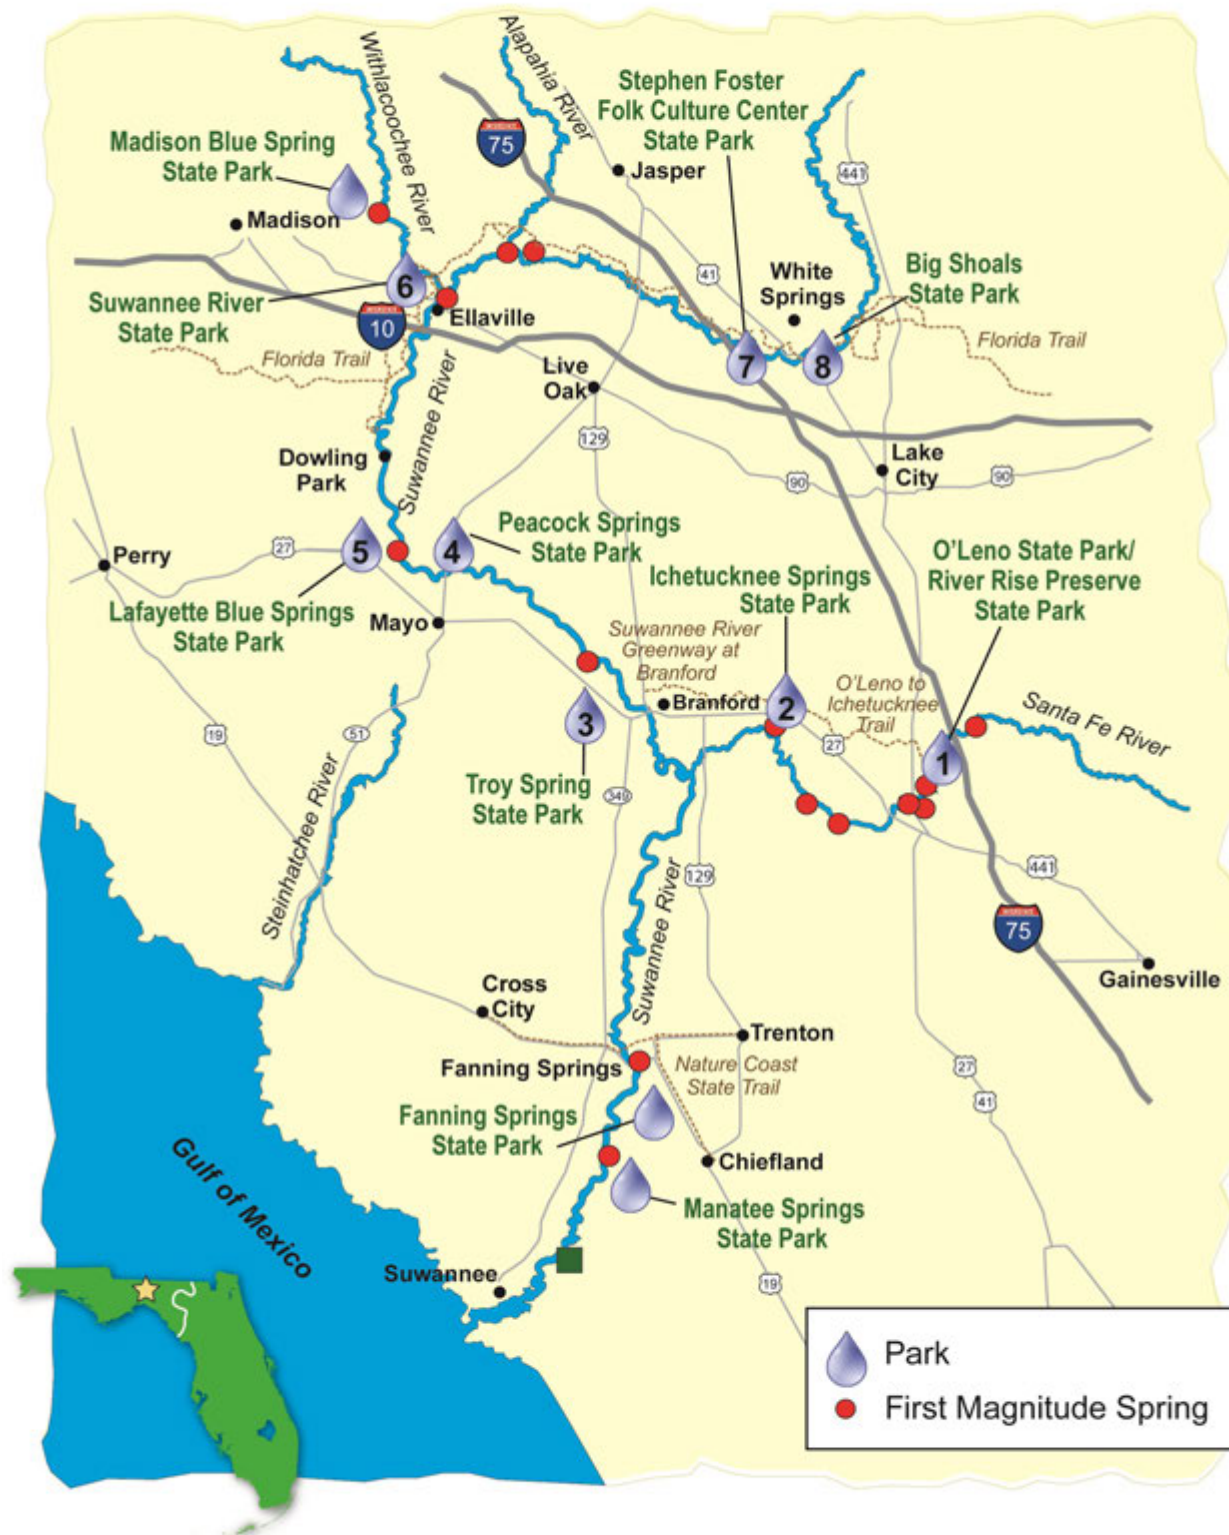 Withlacoochee River
Alapahia River
Stephen Foster
Folk Culture Center
State Park
Madison Blue Spring
State Park
75
Jasper
441
Madison
41
White
Springs
Big Shoals
State Park
6
Suwannee River
State Park
10
Ellaville
Florida Trail
Suwannee River
Live
Oak
7
8
Florida Trail
129
Dowling
Park
Lake
City
90
90
Perry
27
5
4
Peacock Springs
State Park
O'Leno State Park/
River Rise Preserve
State Park
Ichetucknee Springs
State Park
Lafayette Blue Springs
State Park
Mayo
Suwannee River
Greenway at
Branford
Branford
O'Leno to
Ichetucknee
Trail
2
3
1
Santa Fe River
19
51
27
Troy Spring
State Park
349
Steinhatchee River
Suwannee River
129
441
75
Gainesville
Cross
City
Trenton
Fanning Springs
Nature Coast
State Trail
27
41
Fanning Springs
State Park
Chiefland
Gulf of Mexico
Manatee Springs
State Park
Suwannee
19
Park
First Magnitude Spring